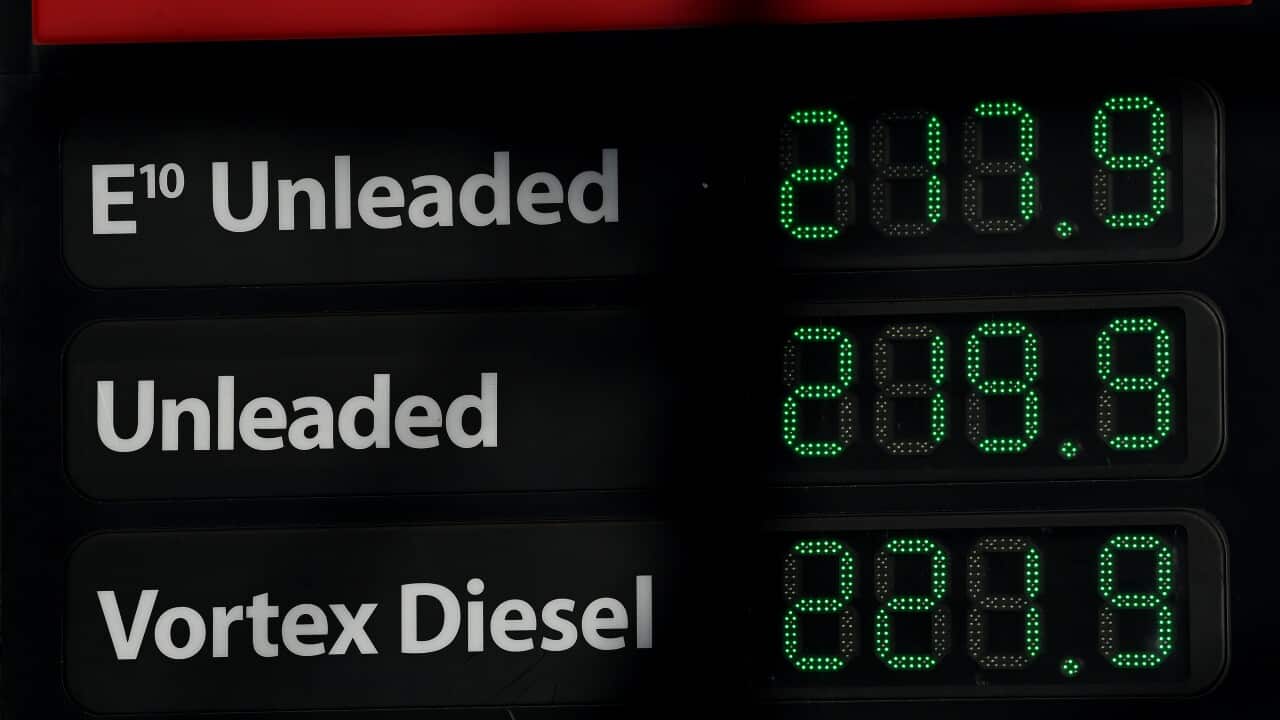 E10 Unleaded 217.9
Unleaded 219.9
Vortex Diesel 221.9